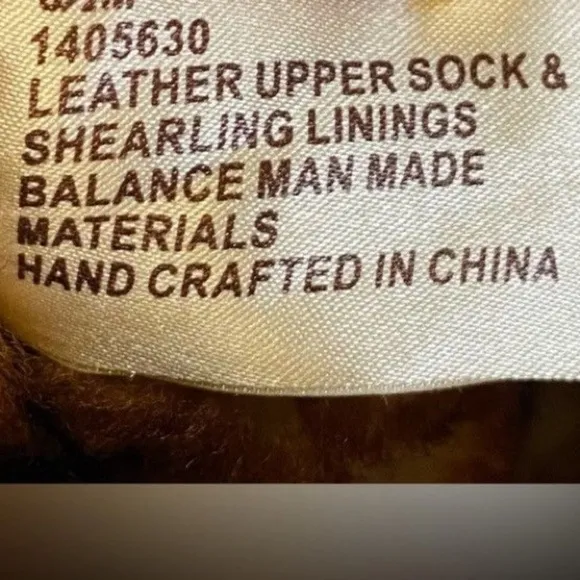 1405630
LEATHER UPPER SOCK &
SHEARLING LININGS
BALANCE MAN MADE
MATERIALS
HAND CRAFTED IN CHINA